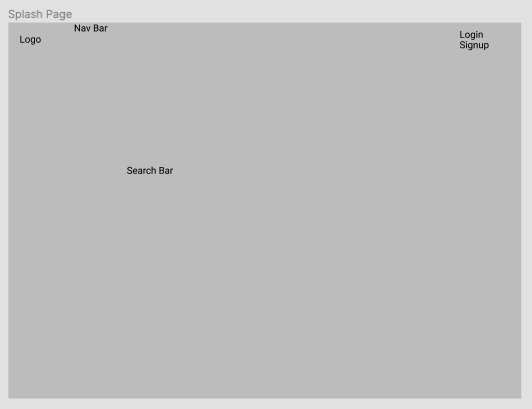 Splash Page
Nav Bar
Logo
Login
Signup
Search Bar